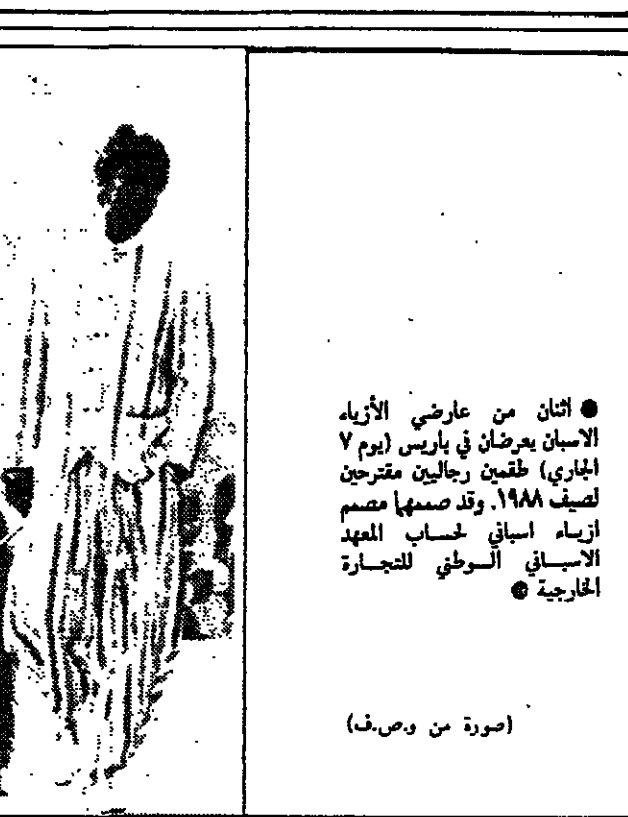 ● اثنان من عارضي الأزياء
الاسبان يعرضان في باريس (يوم ٧
الجاري) طقمين رجاليين مقترحين
لصيف ١٩٨٨. وقد صممها مصمم
ازياء اسباني لحساب المعهد
الاسباني الوطني للتجارة
الخارجية ●
(صورة من و.ص.ف)